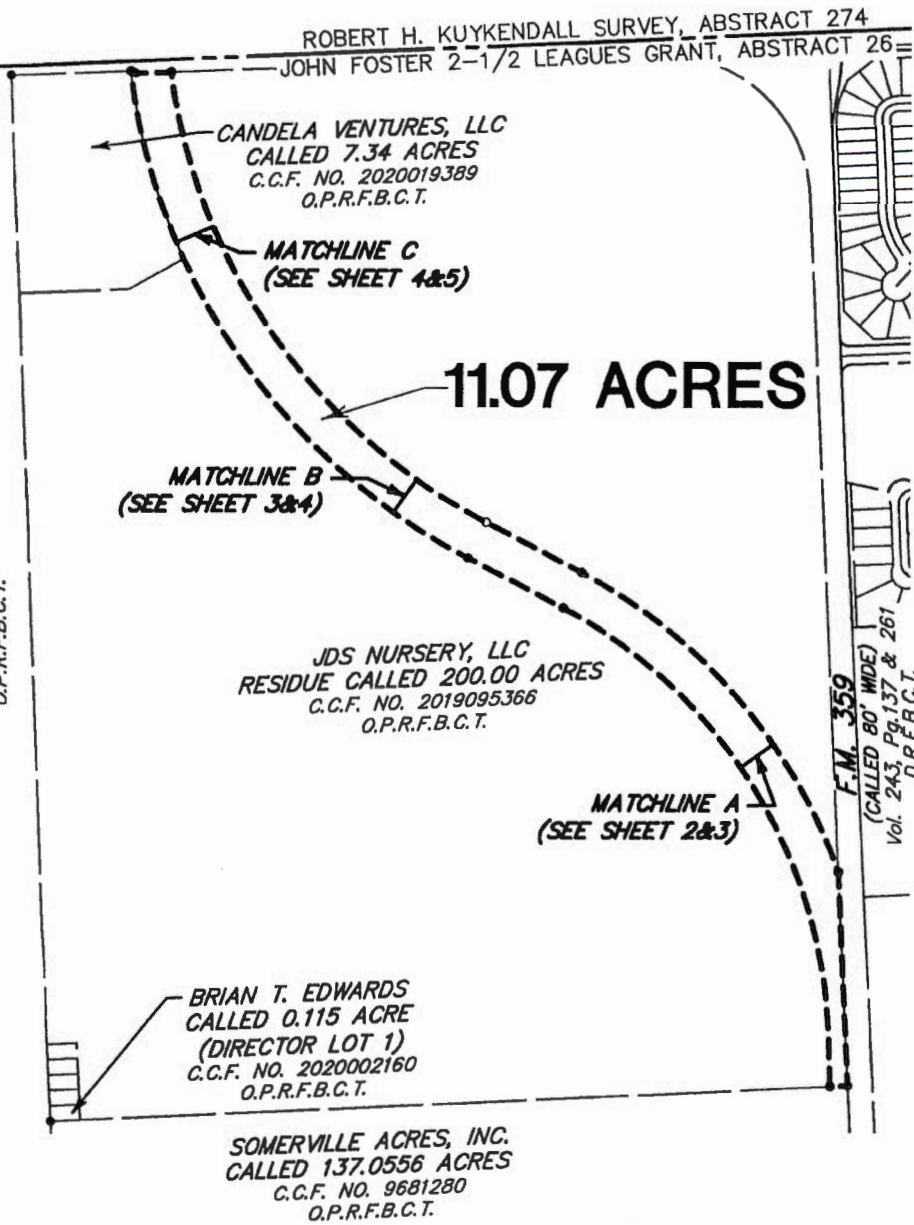 ROBERT H. KUYKENDALL SURVEY, ABSTRACT 274
JOHN FOSTER 2-1/2 LEAGUES GRANT, ABSTRACT 26
CANDELA VENTURES, LLC
CALLED 7.34 ACRES
C.C.F. NO. 2020019389
O.P.R.F.B.C.T.
MATCHLINE C
(SEE SHEET 4&5)
11.07 ACRES
MATCHLINE B
(SEE SHEET 3&4)
O.P.R.F.B.C.T.
JDS NURSERY, LLC
RESIDUE CALLED 200.00 ACRES
C.C.F. NO. 2019095366
O.P.R.F.B.C.T.
F.M. 359
(CALLED 80' WIDE)
Vol. 243, Pg.137 & 261
D.R.F.B.C.T.
MATCHLINE A
(SEE SHEET 2&3)
BRIAN T. EDWARDS
CALLED 0.115 ACRE
(DIRECTOR LOT 1)
C.C.F. NO. 2020002160
O.P.R.F.B.C.T.
SOMERVILLE ACRES, INC.
CALLED 137.0556 ACRES
C.C.F. NO. 9681280
O.P.R.F.B.C.T.